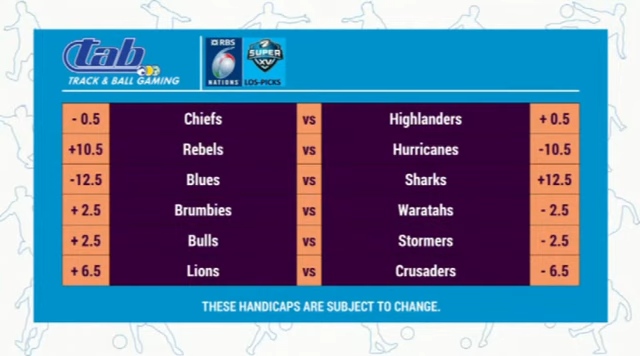 tab
TRACK & BALL GAMING
RBS
NATIONS
SUPER
XV
LOS-PICKS
- 0.5 Chiefs vs Highlanders + 0.5
+10.5 Rebels vs Hurricanes -10.5
-12.5 Blues vs Sharks +12.5
+ 2.5 Brumbies vs Waratahs - 2.5
+ 2.5 Bulls vs Stormers - 2.5
+ 6.5 Lions vs Crusaders - 6.5
THESE HANDICAPS ARE SUBJECT TO CHANGE.